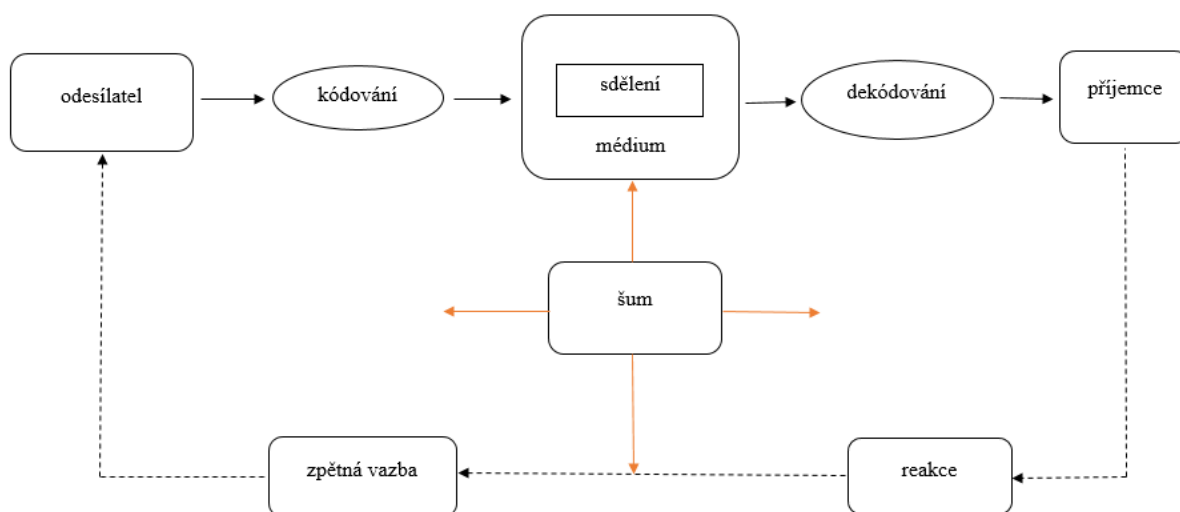 odesílatel
kódování
sdělení
médium
dekódování
příjemce
šum
zpětná vazba
reakce